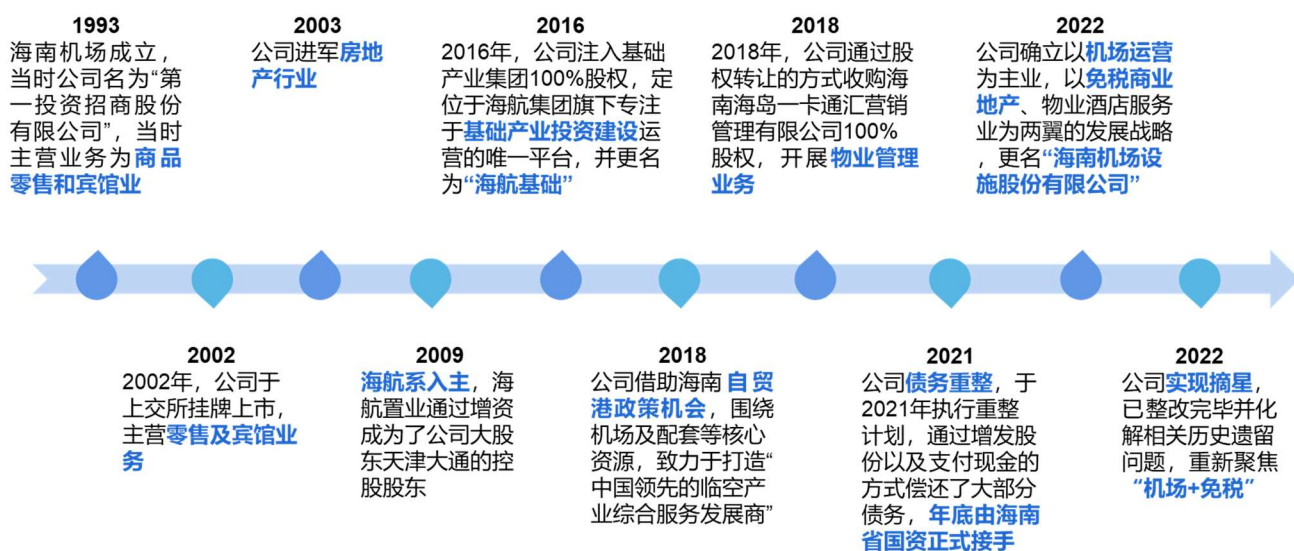 1993
海南机场成立，
当时公司名为“第
一投资招商股份
有限公司”，当时
主营业务为商品
零售和宾馆业
2003
公司进军房地
产行业
2016
2016年，公司注入基础
产业集团100%股权，定
位于海航集团旗下专注
于基础产业投资建设运
营的唯一平台，并更名
为“海航基础”
2018
2018年，公司通过股
权转让的方式收购海
南海岛一卡通汇营销
管理有限公司100%
股权，开展物业管理
业务
2022
公司确立以机场运营
为主业，以免税商业
地产、物业酒店服务
业为两翼的发展战略
，更名“海南机场设
施股份有限公司”
2002
2002年，公司于
上交所挂牌上市，
主营零售及宾馆业
务
2009
海航系入主，海
航置业通过增资
成为了公司大股
东天津大通的控
股股东
2018
公司借助海南自贸
港政策机会，围绕
机场及配套等核心
资源，致力于打造“
中国领先的临空产
业综合服务发展商”
2021
公司债务重整，于
2021年执行重整
计划，通过增发股
份以及支付现金的
方式偿还了大部分
债务，年底由海南
省国资正式接手
2022
公司实现摘星，
已整改完毕并化
解相关历史遗留
问题，重新聚焦
“机场+免税”